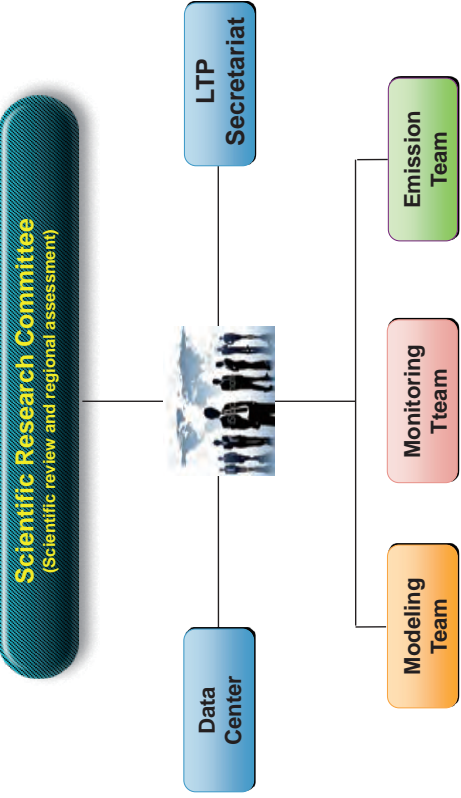 Scientific Research Committee
(Scientific review and regional assessment)
Data
Center
LTP
Secretariat
Modeling
Team
Monitoring
Tteam
Emission
Team